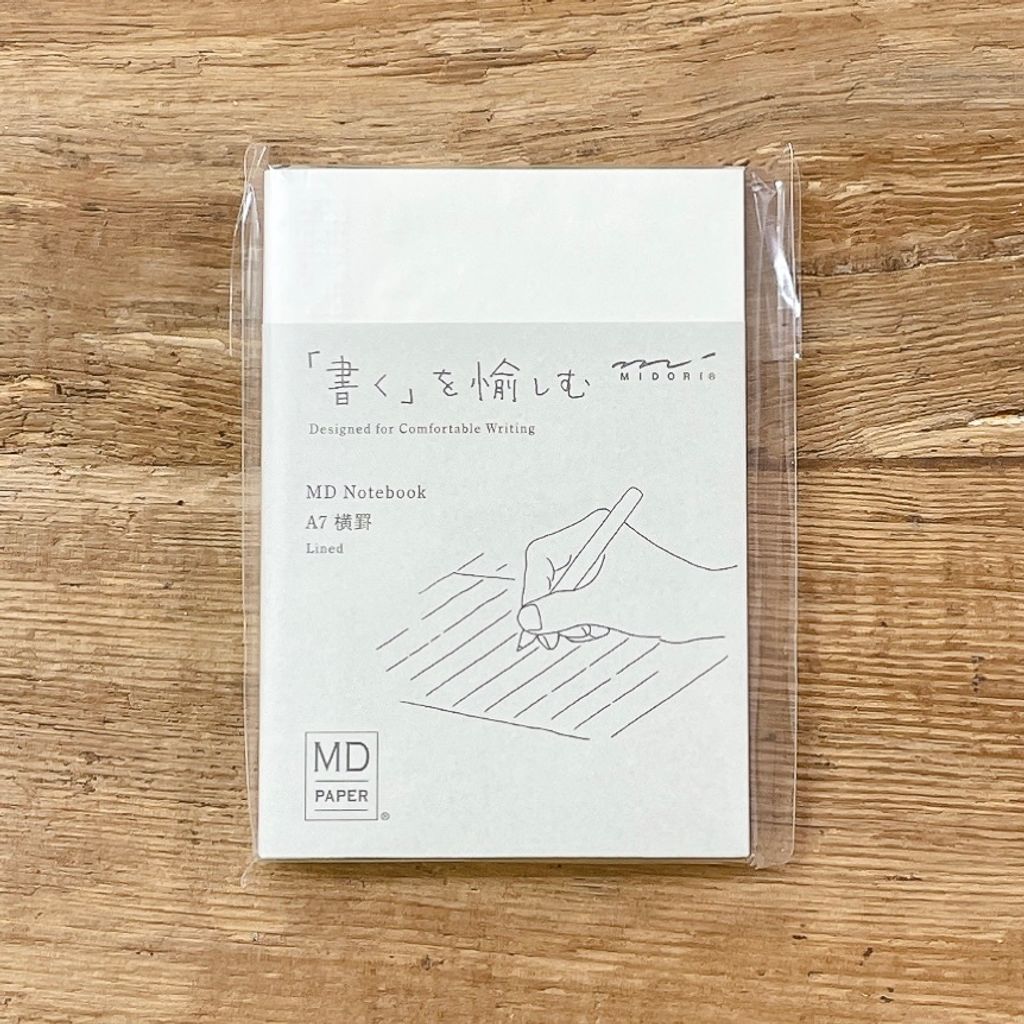 「書く」を愉しむ
MIDORI®
Designed for Comfortable Writing
MD Notebook
A7 横罫
Lined
MD
PAPER
®